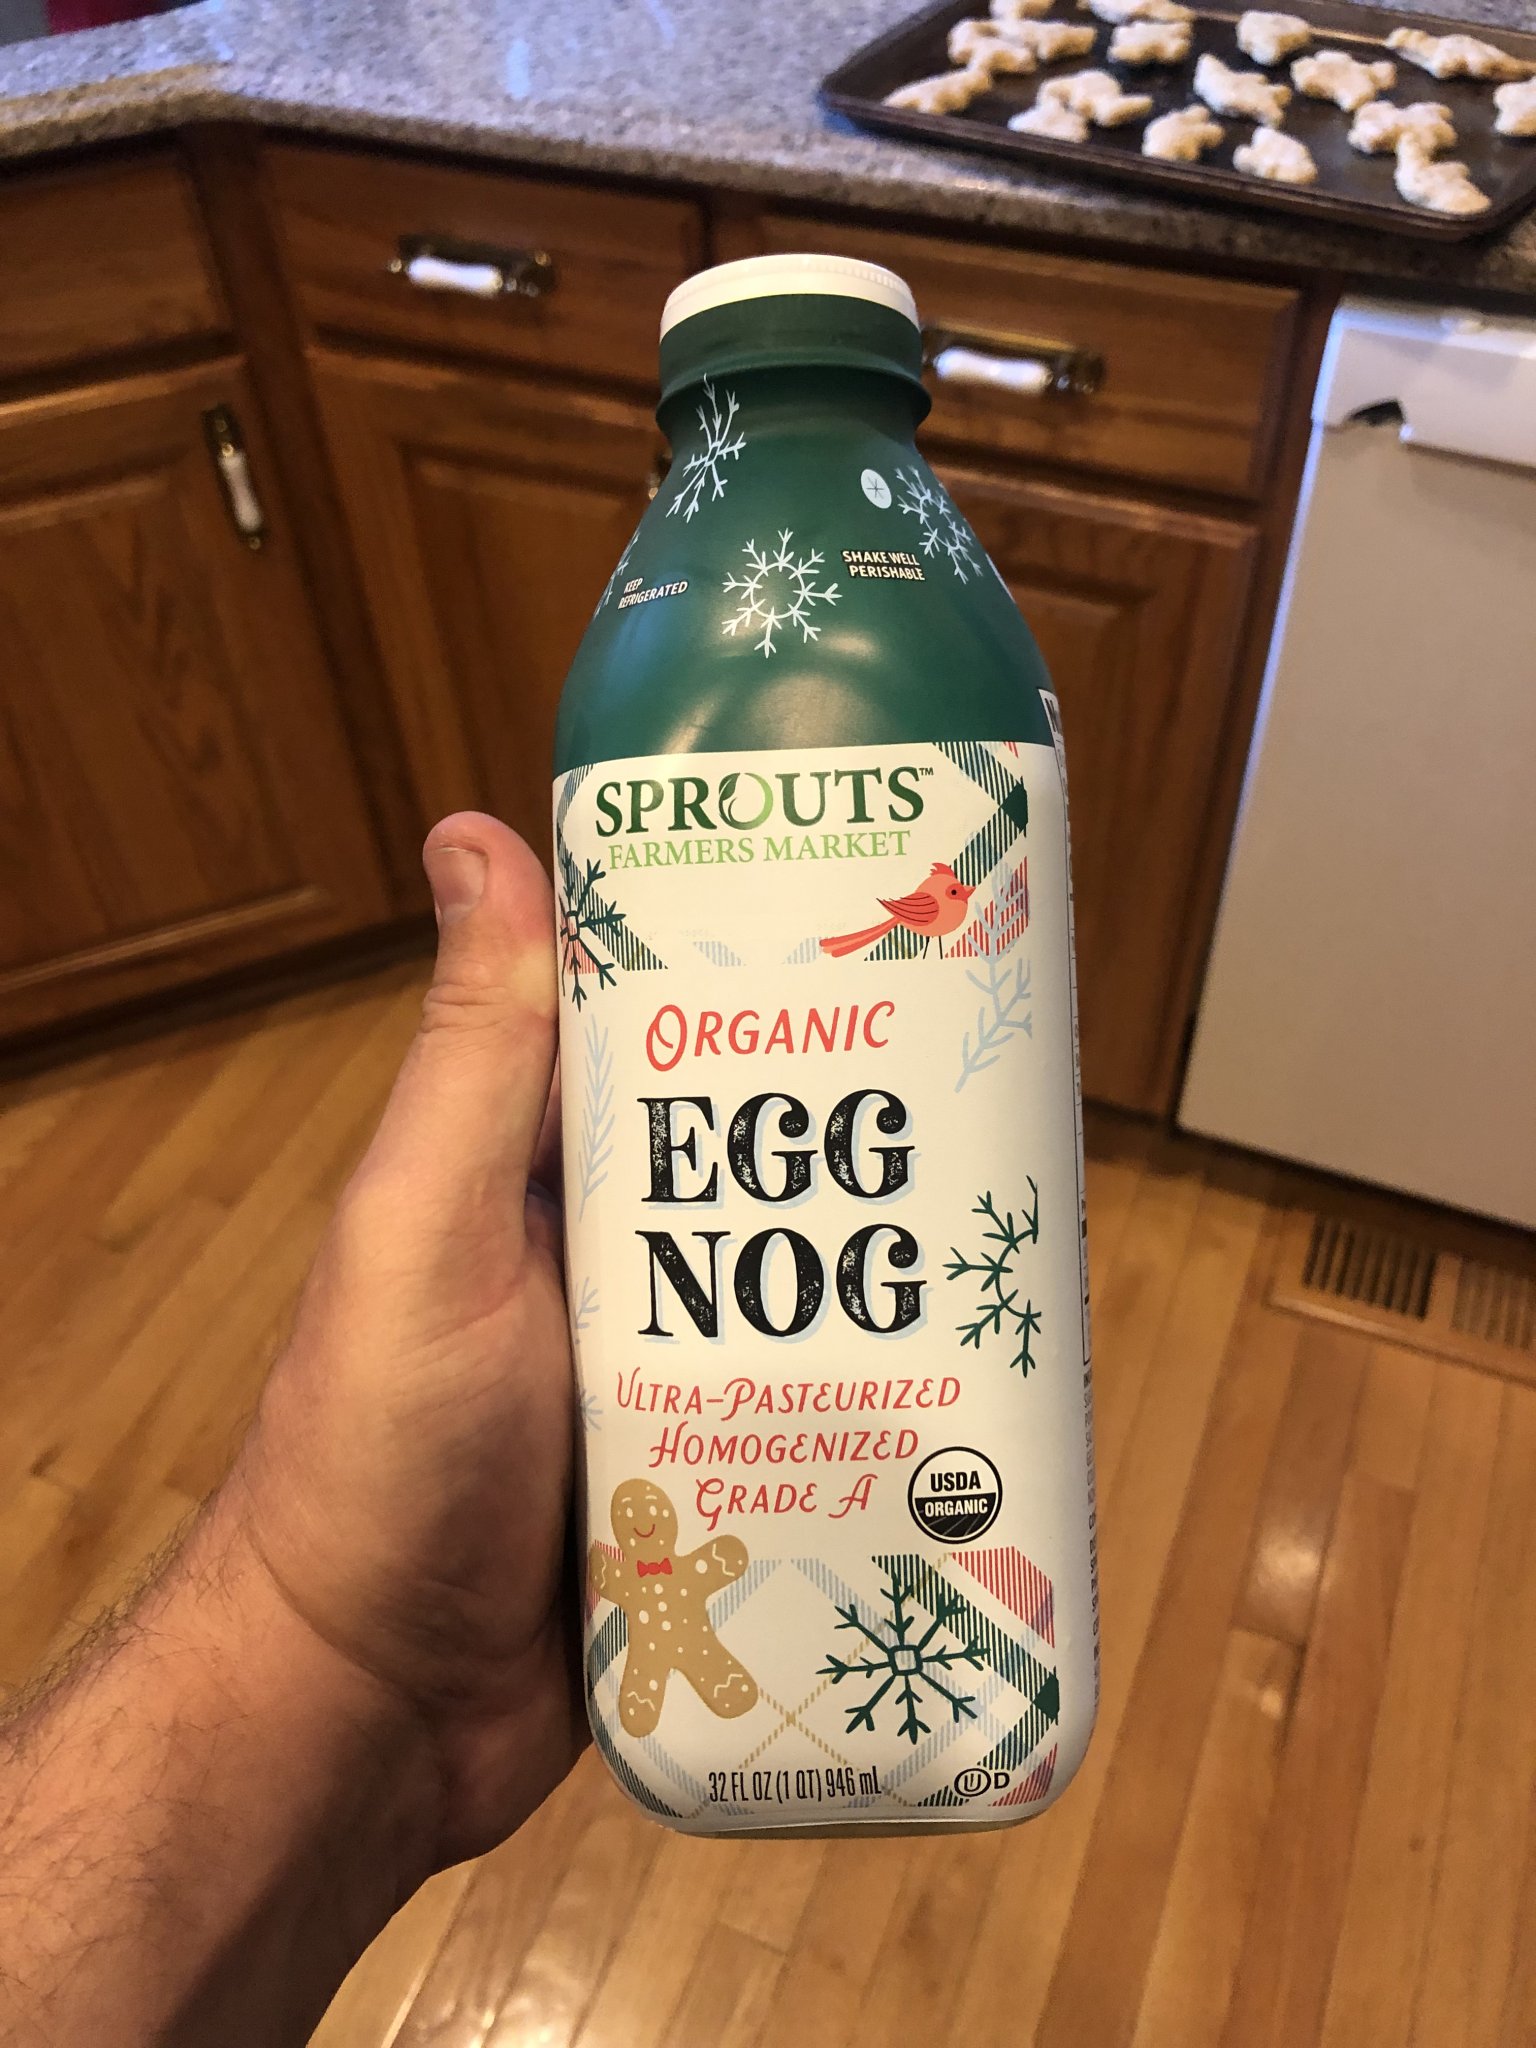 KEEP
REFRIGERATED
SHAKE WELL
PERISHABLE
SPROUTS™
FARMERS MARKET
ORGANIC
EGG
NOG
ULTRA-PASTEURIZED
HOMOGENIZED
GRADE A
USDA
ORGANIC
32 FL OZ (1 QT) 946 mL
U D